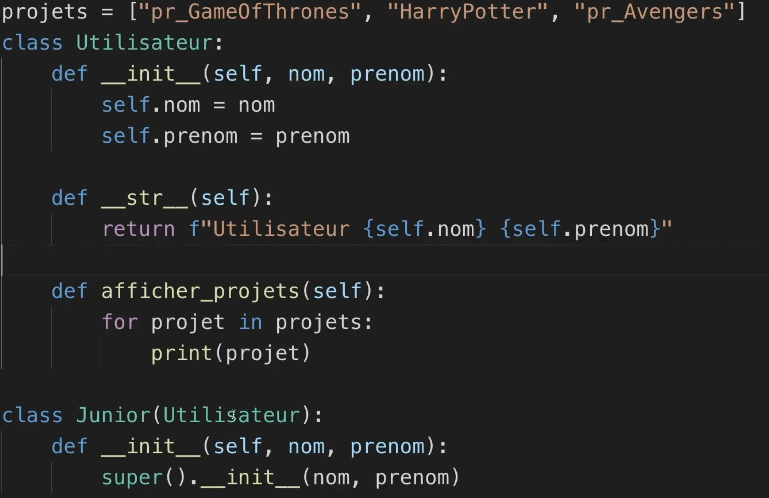 projets = ["pr_GameOfThrones", "HarryPotter", "pr_Avengers"]
class Utilisateur:
    def __init__(self, nom, prenom):
        self.nom = nom
        self.prenom = prenom
    def __str__(self):
        return f"Utilisateur {self.nom} {self.prenom}"
    def afficher_projets(self):
        for projet in projets:
            print(projet)
class Junior(Utilisateur):
    def __init__(self, nom, prenom):
        super().__init__(nom, prenom)